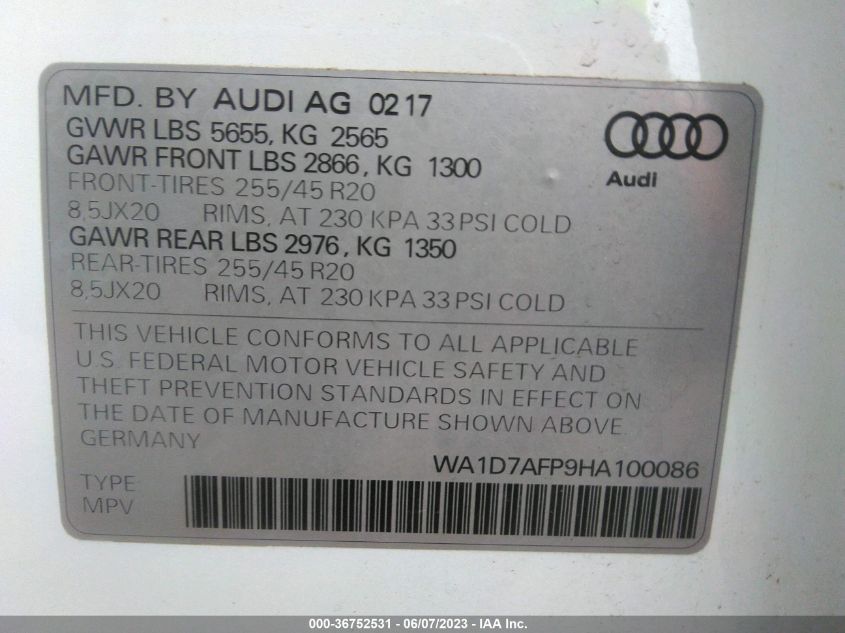 MFD. BY AUDI AG 0217
GVWR LBS 5655, KG 2565
GAWR FRONT LBS 2866, KG 1300
FRONT-TIRES 255/45 R20
8,5JX20 RIMS, AT 230 KPA 33 PSI COLD
GAWR REAR LBS 2976, KG 1350
REAR-TIRES 255/45 R20
8,5JX20 RIMS, AT 230 KPA 33 PSI COLD
Audi
THIS VEHICLE CONFORMS TO ALL APPLICABLE
U.S. FEDERAL MOTOR VEHICLE SAFETY AND
THEFT PREVENTION STANDARDS IN EFFECT ON
THE DATE OF MANUFACTURE SHOWN ABOVE.
GERMANY
WA1D7AFP9HA100086
TYPE
MPV
000-36752531 - 06/07/2023 - IAA Inc.